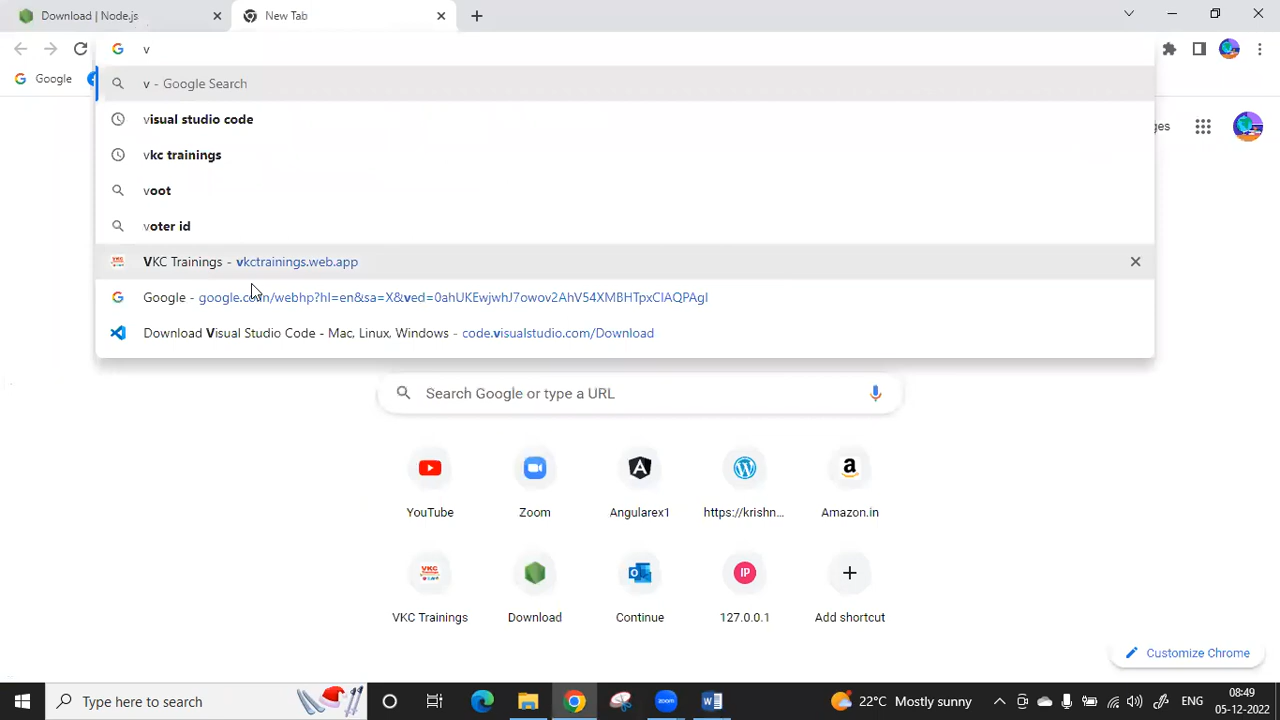 Download | Node.js
New Tab
v
Google
v - Google Search
visual studio code
vkc trainings
voot
voter id
VKC Trainings - vkctrainings.web.app
Google - google.com/webhp?hl=en&sa=X&ved=0ahUKEwjwhJ7owov2AhV54XMBHTpxCIAQPAgI
Download Visual Studio Code - Mac, Linux, Windows - code.visualstudio.com/Download
Search Google or type a URL
YouTube
Zoom
Angularex1
https://krishn...
Amazon.in
VKC Trainings
Download
Continue
127.0.0.1
Add shortcut
Customize Chrome
Type here to search
22°C Mostly sunny
ENG
08:49
05-12-2022